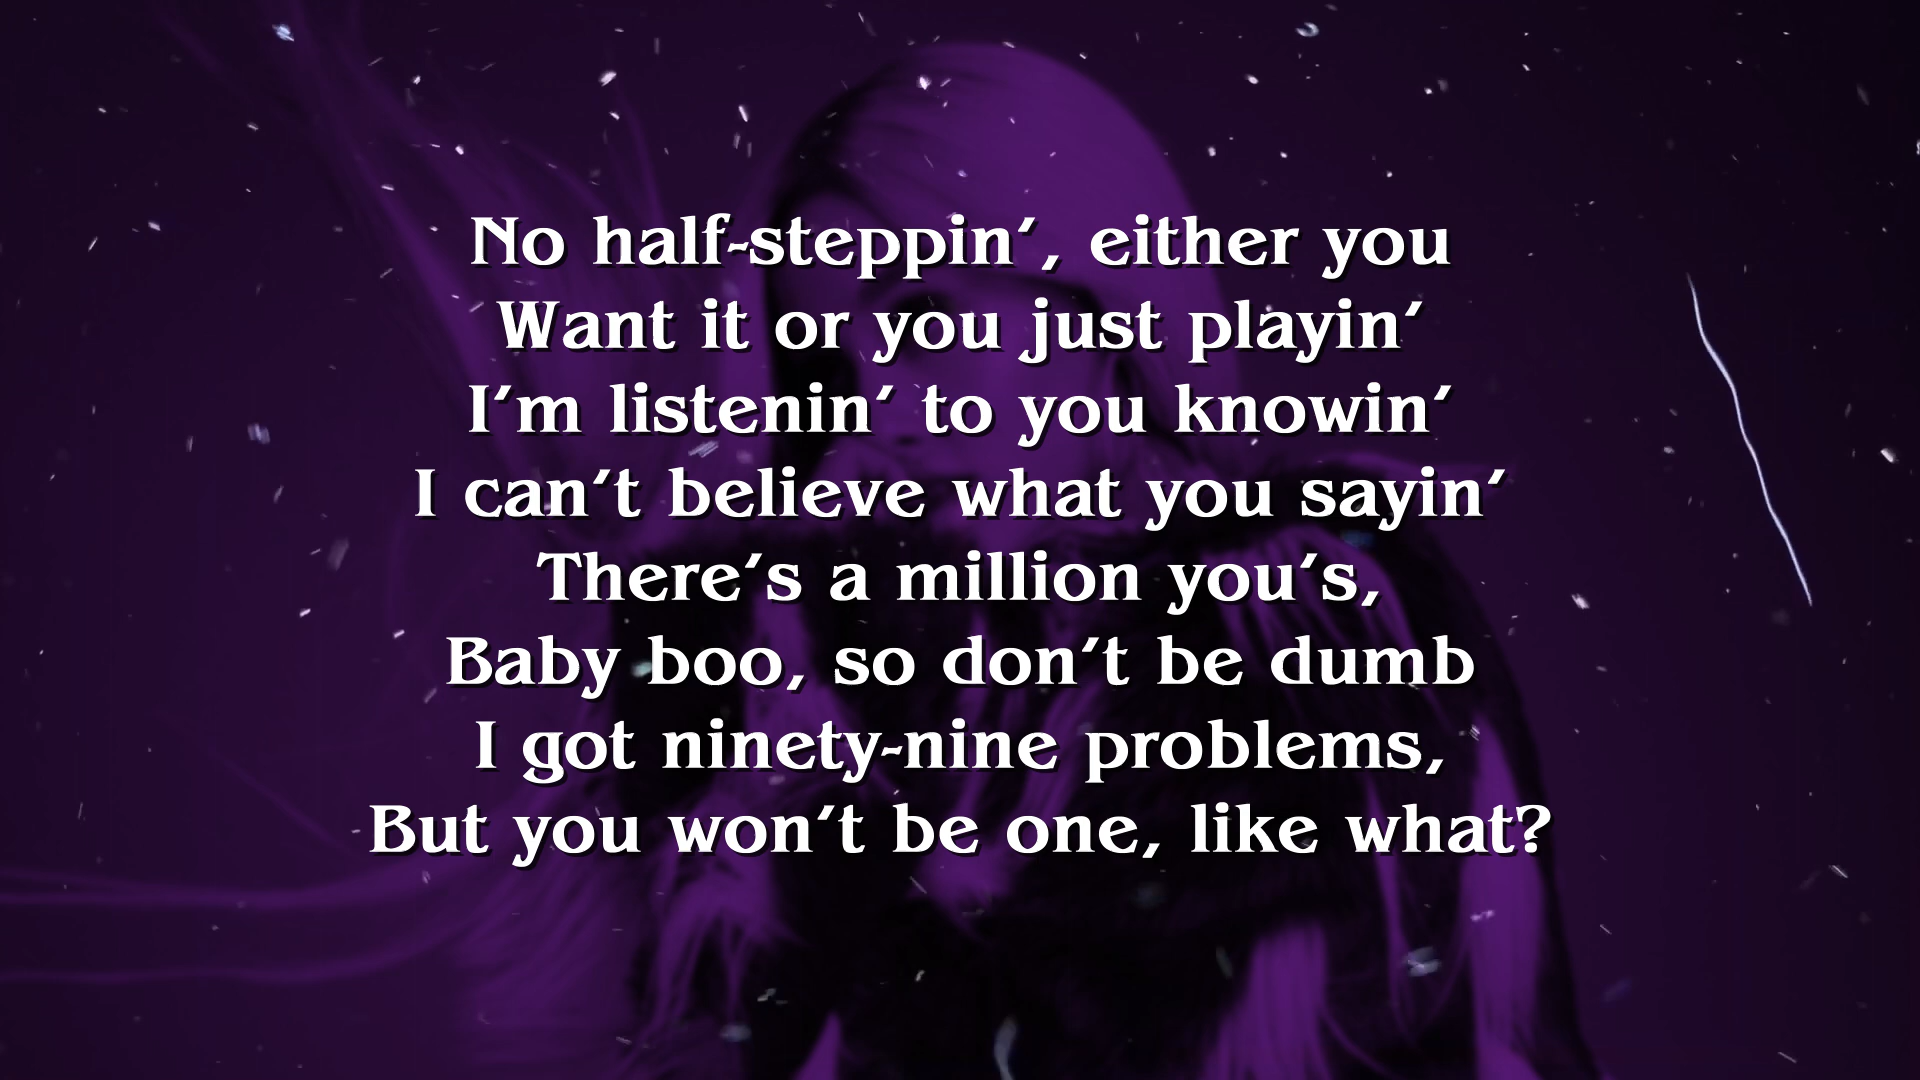 No half-steppin', either you
Want it or you just playin'
I'm listenin' to you knowin'
I can't believe what you sayin'
There's a million you's,
Baby boo, so don't be dumb
I got ninety-nine problems,
But you won't be one, like what?